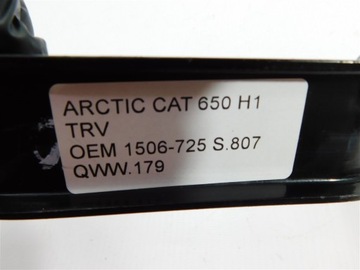 ARCTIC CAT 650 H1
TRV
OEM 1506-725 S.807
QWW.179